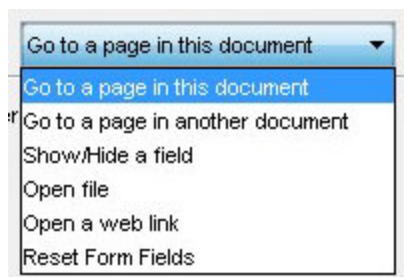 Go to a page in this document
Go to a page in this document
Go to a page in another document
Show/Hide a field
Open file
Open a web link
Reset Form Fields